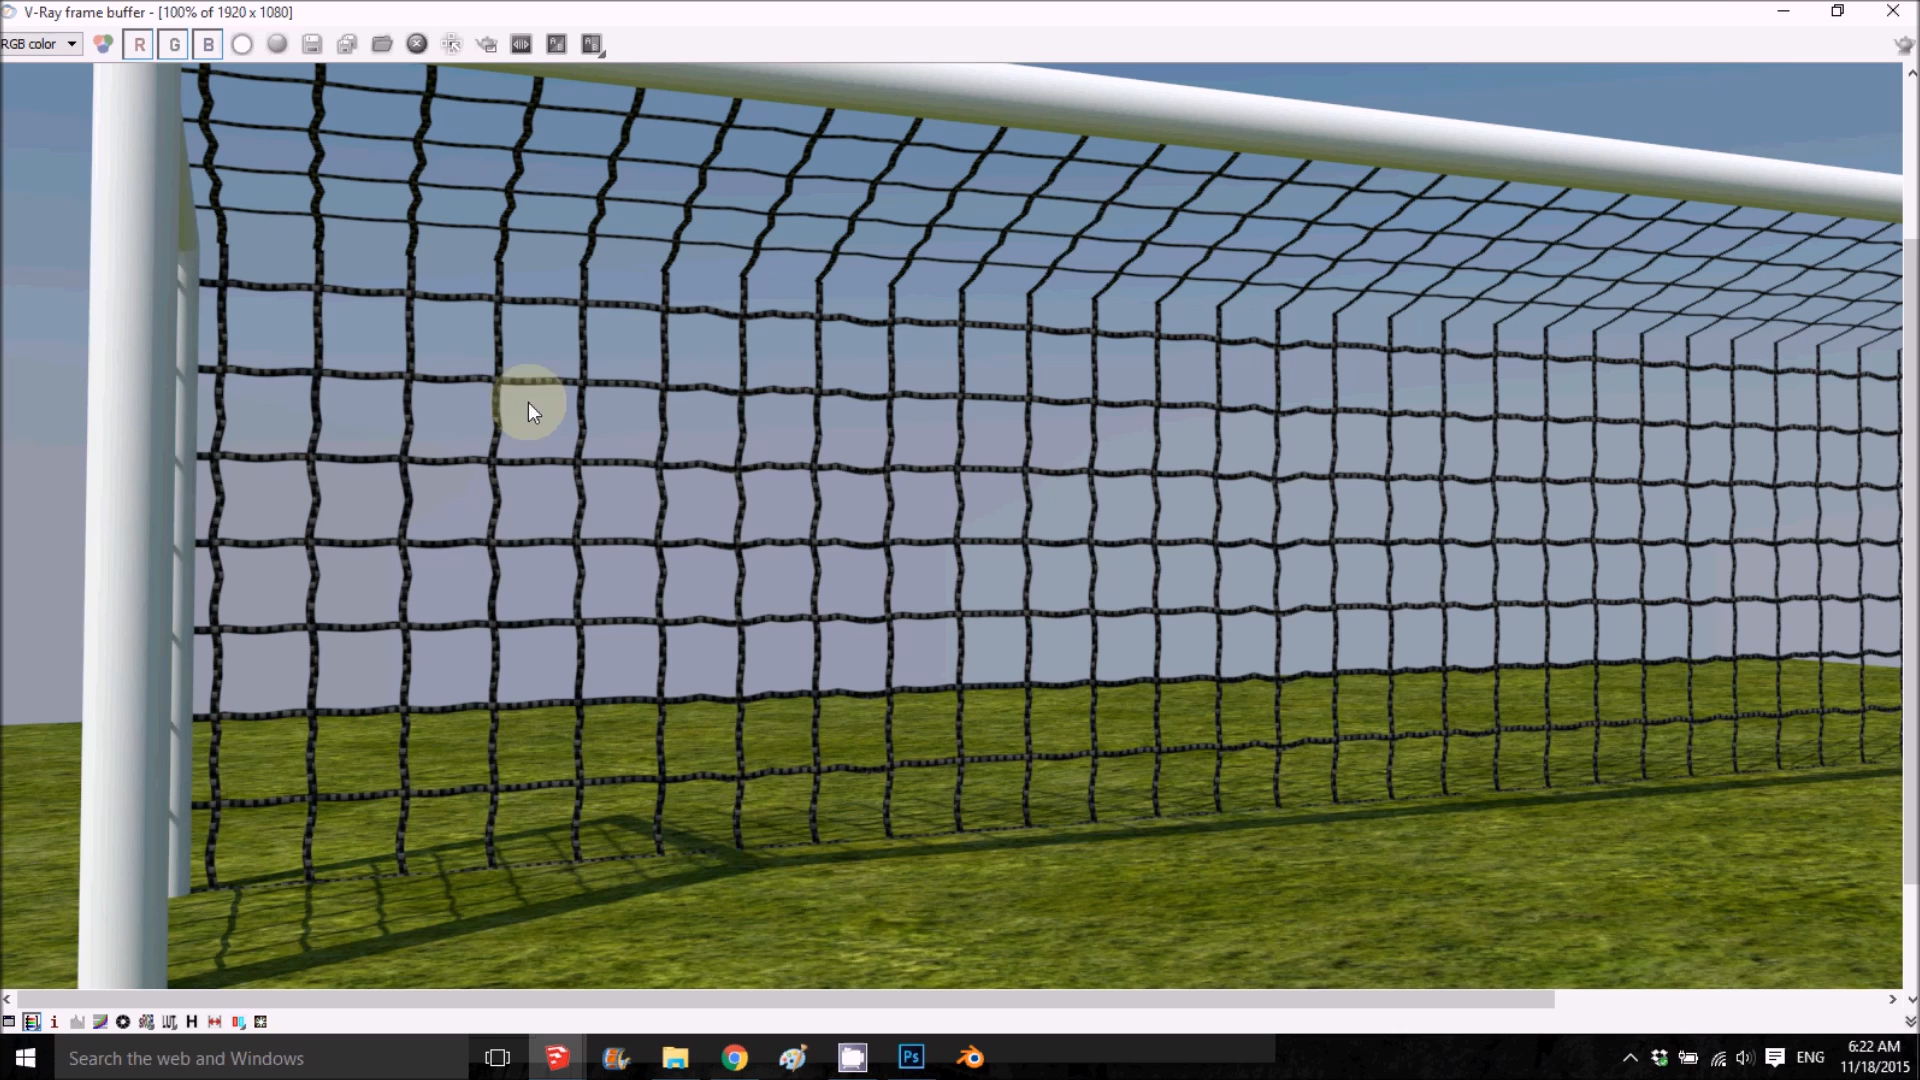 V-Ray frame buffer - [100% of 1920 x 1080]
RGB color R G B
i LUT H
Search the web and Windows
Ps
ENG
6:22 AM
11/18/2015